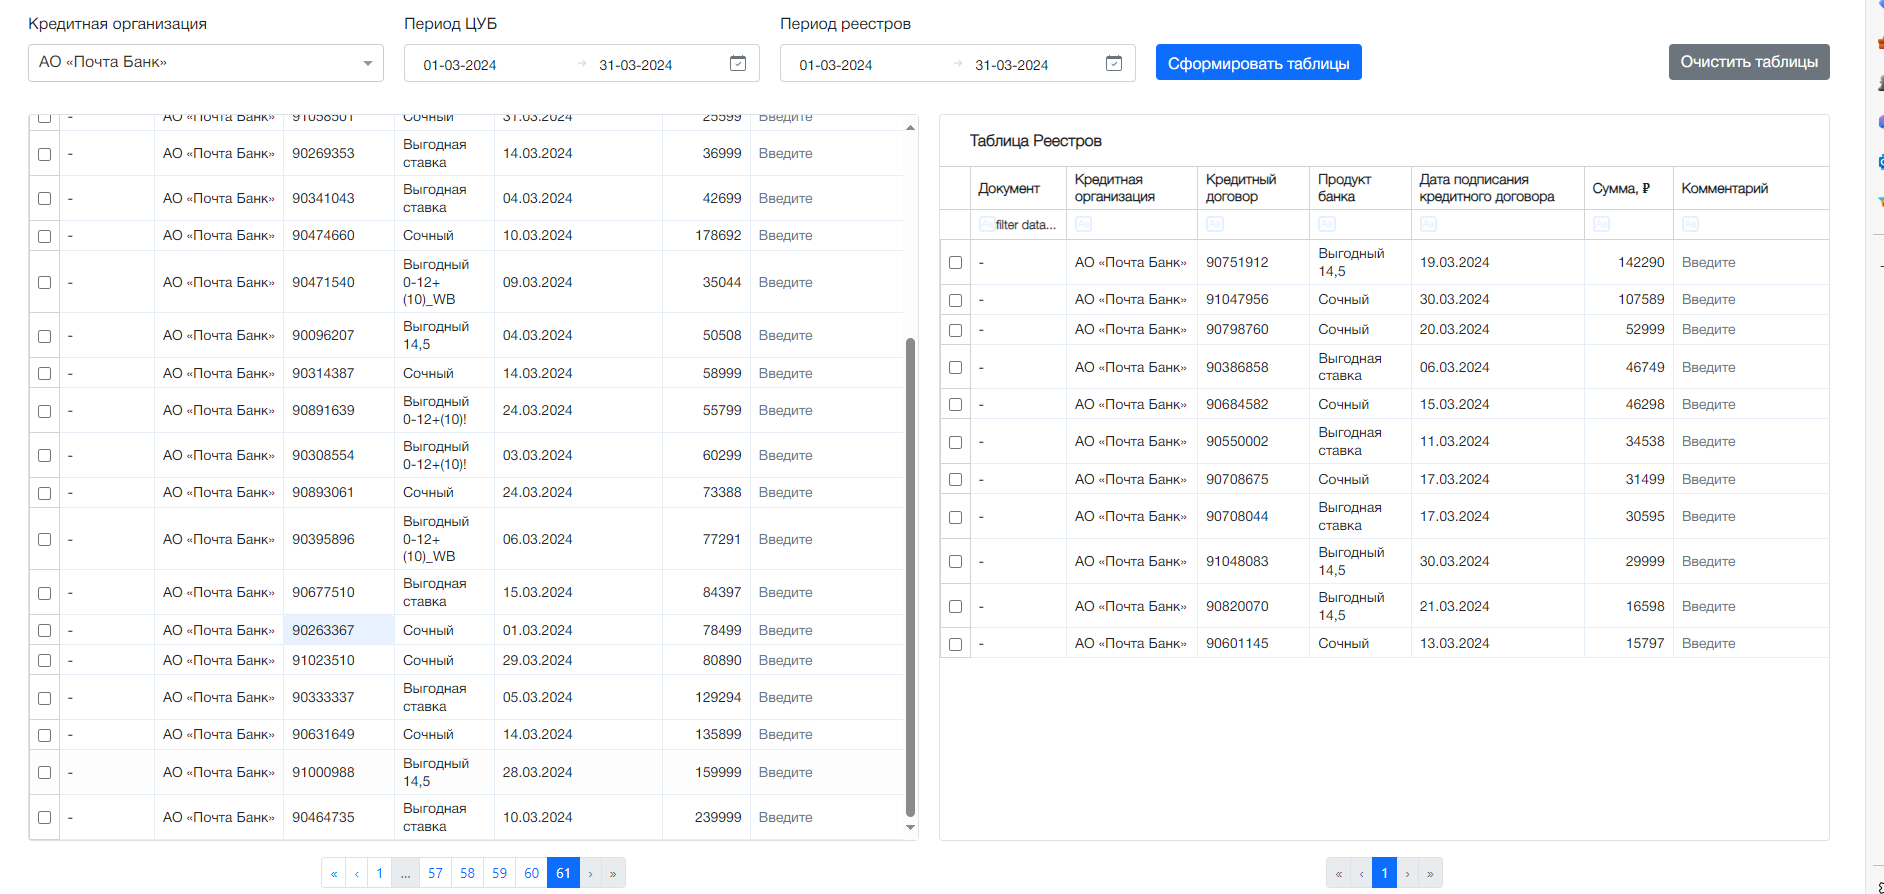 Кредитная организация
Период ЦУБ
Период реестров
АО «Почта Банк»
01-03-2024 → 31-03-2024
01-03-2024 → 31-03-2024
Сформировать таблицы
Очистить таблицы
- АО «Почта Банк» 91058501 Сочный 31.03.2024 25599 Введите
- АО «Почта Банк» 90269353 Выгодная ставка 14.03.2024 36999 Введите
- АО «Почта Банк» 90341043 Выгодная ставка 04.03.2024 42699 Введите
- АО «Почта Банк» 90474660 Сочный 10.03.2024 178692 Введите
- АО «Почта Банк» 90471540 Выгодный 0-12+ (10)_WB 09.03.2024 35044 Введите
- АО «Почта Банк» 90096207 Выгодный 14,5 04.03.2024 50508 Введите
- АО «Почта Банк» 90314387 Сочный 14.03.2024 58999 Введите
- АО «Почта Банк» 90891639 Выгодный 0-12+(10)! 24.03.2024 55799 Введите
- АО «Почта Банк» 90308554 Выгодный 0-12+(10)! 03.03.2024 60299 Введите
- АО «Почта Банк» 90893061 Сочный 24.03.2024 73388 Введите
- АО «Почта Банк» 90395896 Выгодный 0-12+ (10)_WB 06.03.2024 77291 Введите
- АО «Почта Банк» 90677510 Выгодная ставка 15.03.2024 84397 Введите
- АО «Почта Банк» 90263367 Сочный 01.03.2024 78499 Введите
- АО «Почта Банк» 91023510 Сочный 29.03.2024 80890 Введите
- АО «Почта Банк» 90333337 Выгодная ставка 05.03.2024 129294 Введите
- АО «Почта Банк» 90631649 Сочный 14.03.2024 135899 Введите
- АО «Почта Банк» 91000988 Выгодный 14,5 28.03.2024 159999 Введите
- АО «Почта Банк» 90464735 Выгодная ставка 10.03.2024 239999 Введите
« ‹ 1 ... 57 58 59 60 61 › »
Таблица Реестров
Документ Кредитная организация Кредитный договор Продукт банка Дата подписания кредитного договора Сумма, ₽ Комментарий
Aa filter data... Aa Aa Aa Aa Aa Aa
- АО «Почта Банк» 90751912 Выгодный 14,5 19.03.2024 142290 Введите
- АО «Почта Банк» 91047956 Сочный 30.03.2024 107589 Введите
- АО «Почта Банк» 90798760 Сочный 20.03.2024 52999 Введите
- АО «Почта Банк» 90386858 Выгодная ставка 06.03.2024 46749 Введите
- АО «Почта Банк» 90684582 Сочный 15.03.2024 46298 Введите
- АО «Почта Банк» 90550002 Выгодная ставка 11.03.2024 34538 Введите
- АО «Почта Банк» 90708675 Сочный 17.03.2024 31499 Введите
- АО «Почта Банк» 90708044 Выгодная ставка 17.03.2024 30595 Введите
- АО «Почта Банк» 91048083 Выгодный 14,5 30.03.2024 29999 Введите
- АО «Почта Банк» 90820070 Выгодный 14,5 21.03.2024 16598 Введите
- АО «Почта Банк» 90601145 Сочный 13.03.2024 15797 Введите
« ‹ 1 › »